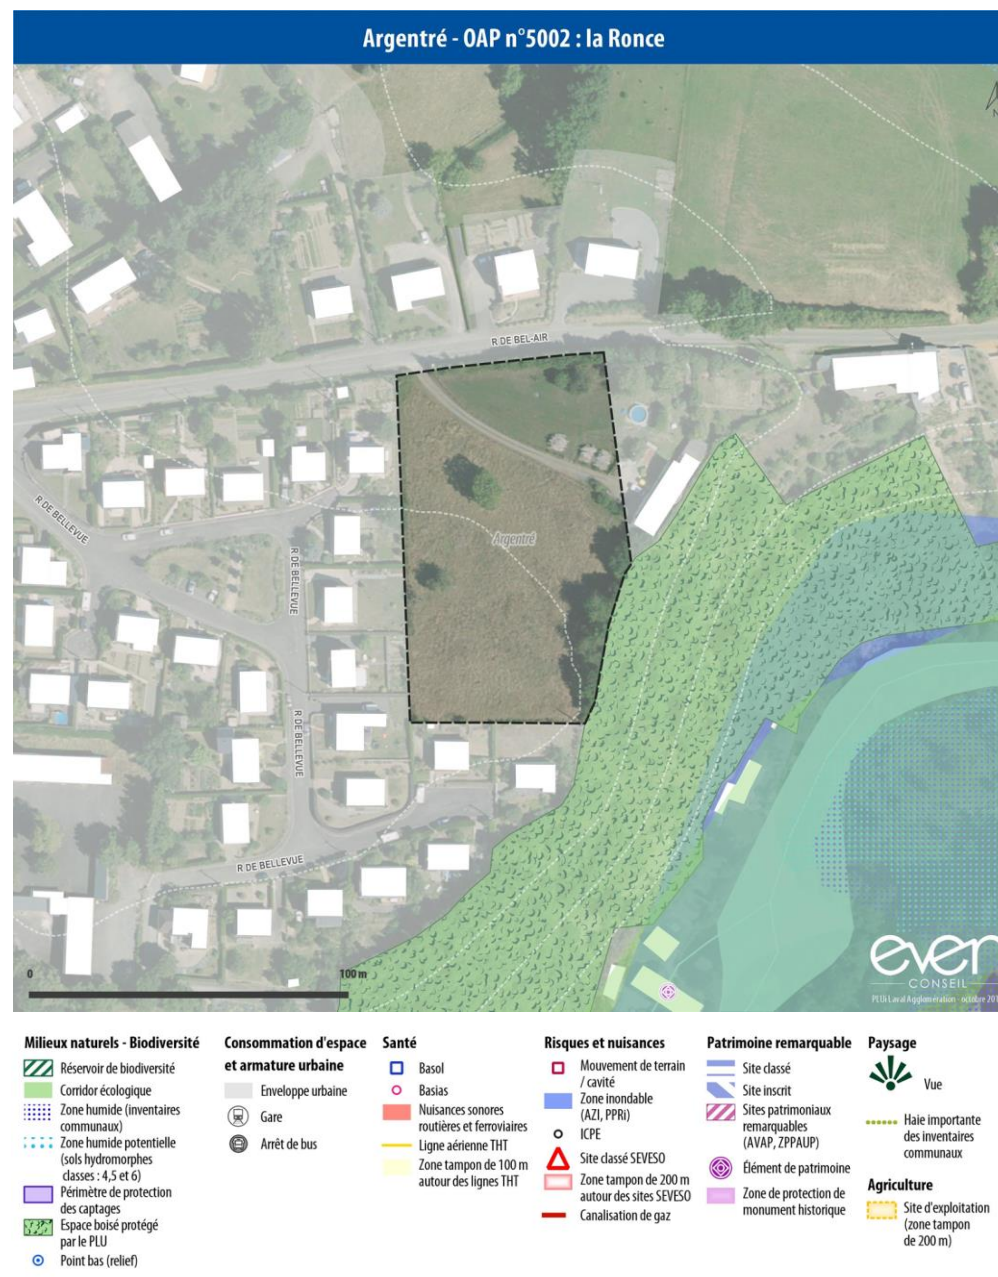 Argentré - OAP n°5002 : la Ronce
R DE BEL-AIR
R DE BELLEVUE
R DE BELLEVUE
Argentré
R DE BELLEVUE
R DE BELLEVUE
0
100 m
even
CONSEIL
PLUi Laval Agglomération - octobre 201
Milieux naturels - Biodiversité
Réservoir de biodiversité
Corridor écologique
Zone humide (inventaires
communaux)
Zone humide potentielle
(sols hydromorphes
classes : 4,5 et 6)
Périmètre de protection
des captages
Espace boisé protégé
par le PLU
Point bas (relief)
Consommation d'espace
et armature urbaine
Enveloppe urbaine
Gare
Arrêt de bus
Santé
Basol
Basias
Nuisances sonores
routières et ferroviaires
Ligne aérienne THT
Zone tampon de 100 m
autour des lignes THT
Risques et nuisances
Mouvement de terrain
/ cavité
Zone inondable
(AZI, PPRi)
ICPE
Site classé SEVESO
Zone tampon de 200 m
autour des sites SEVESO
Canalisation de gaz
Patrimoine remarquable
Site classé
Site inscrit
Sites patrimoniaux
remarquables
(AVAP, ZPPAUP)
Élément de patrimoine
Zone de protection de
monument historique
Paysage
Vue
Haie importante
des inventaires
communaux
Agriculture
Site d'exploitation
(zone tampon
de 200 m)